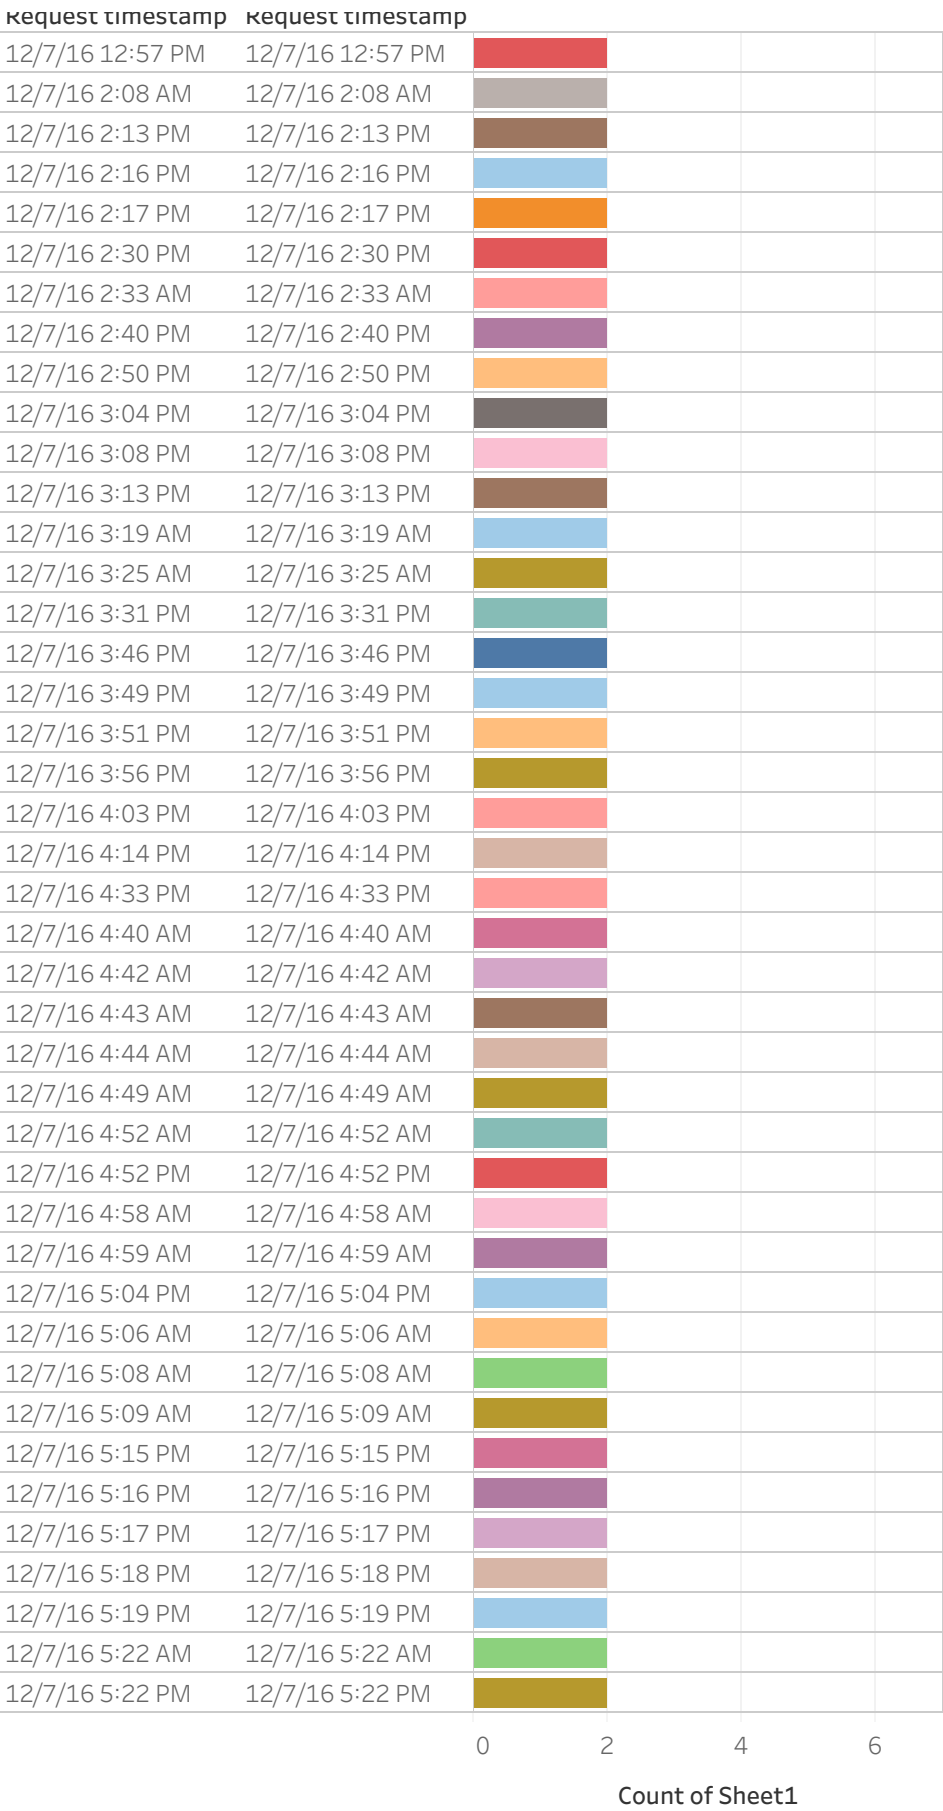 Request timestamp Request timestamp
12/7/16 12:57 PM 12/7/16 12:57 PM
12/7/16 2:08 AM 12/7/16 2:08 AM
12/7/16 2:13 PM 12/7/16 2:13 PM
12/7/16 2:16 PM 12/7/16 2:16 PM
12/7/16 2:17 PM 12/7/16 2:17 PM
12/7/16 2:30 PM 12/7/16 2:30 PM
12/7/16 2:33 AM 12/7/16 2:33 AM
12/7/16 2:40 PM 12/7/16 2:40 PM
12/7/16 2:50 PM 12/7/16 2:50 PM
12/7/16 3:04 PM 12/7/16 3:04 PM
12/7/16 3:08 PM 12/7/16 3:08 PM
12/7/16 3:13 PM 12/7/16 3:13 PM
12/7/16 3:19 AM 12/7/16 3:19 AM
12/7/16 3:25 AM 12/7/16 3:25 AM
12/7/16 3:31 PM 12/7/16 3:31 PM
12/7/16 3:46 PM 12/7/16 3:46 PM
12/7/16 3:49 PM 12/7/16 3:49 PM
12/7/16 3:51 PM 12/7/16 3:51 PM
12/7/16 3:56 PM 12/7/16 3:56 PM
12/7/16 4:03 PM 12/7/16 4:03 PM
12/7/16 4:14 PM 12/7/16 4:14 PM
12/7/16 4:33 PM 12/7/16 4:33 PM
12/7/16 4:40 AM 12/7/16 4:40 AM
12/7/16 4:42 AM 12/7/16 4:42 AM
12/7/16 4:43 AM 12/7/16 4:43 AM
12/7/16 4:44 AM 12/7/16 4:44 AM
12/7/16 4:49 AM 12/7/16 4:49 AM
12/7/16 4:52 AM 12/7/16 4:52 AM
12/7/16 4:52 PM 12/7/16 4:52 PM
12/7/16 4:58 AM 12/7/16 4:58 AM
12/7/16 4:59 AM 12/7/16 4:59 AM
12/7/16 5:04 PM 12/7/16 5:04 PM
12/7/16 5:06 AM 12/7/16 5:06 AM
12/7/16 5:08 AM 12/7/16 5:08 AM
12/7/16 5:09 AM 12/7/16 5:09 AM
12/7/16 5:15 PM 12/7/16 5:15 PM
12/7/16 5:16 PM 12/7/16 5:16 PM
12/7/16 5:17 PM 12/7/16 5:17 PM
12/7/16 5:18 PM 12/7/16 5:18 PM
12/7/16 5:19 PM 12/7/16 5:19 PM
12/7/16 5:22 AM 12/7/16 5:22 AM
12/7/16 5:22 PM 12/7/16 5:22 PM
0 2 4 6
Count of Sheet1